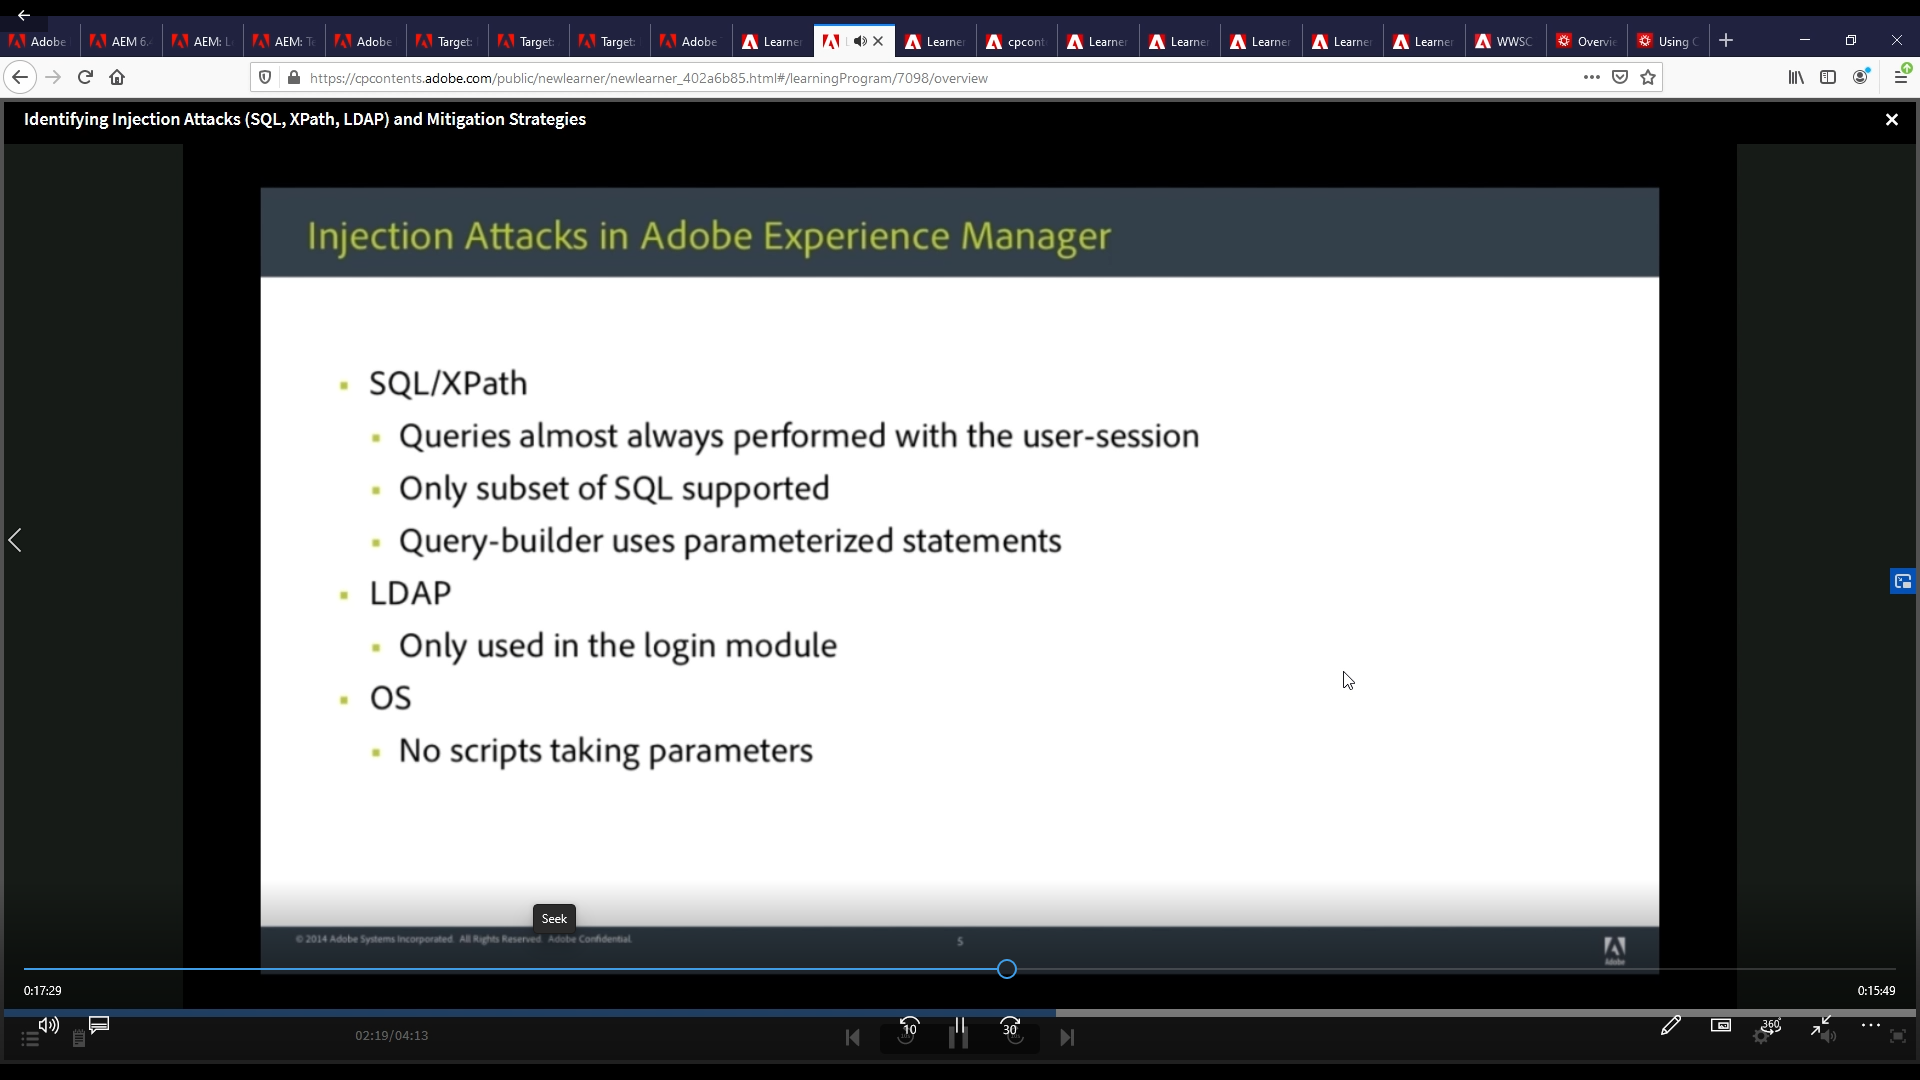 Adobe
AEM 6.
AEM: L
AEM: T
Adobe
Target:
Target:
Target:
Adobe
Learner
Learner
cpcont
Learner
Learner
Learner
Learner
Learner
WWSC
Overvi
Using
https://cpcontents.adobe.com/public/newlearner/newlearner_402a6b85.html#/learningProgram/7098/overview
Identifying Injection Attacks (SQL, XPath, LDAP) and Mitigation Strategies
Injection Attacks in Adobe Experience Manager
SQL/XPath
Queries almost always performed with the user-session
Only subset of SQL supported
Query-builder uses parameterized statements
LDAP
Only used in the login module
OS
No scripts taking parameters
Seek
© 2014 Adobe Systems Incorporated. All Rights Reserved. Adobe Confidential.
5
Adobe
0:17:29
0:15:49
02:19/04:13
10
30
360°